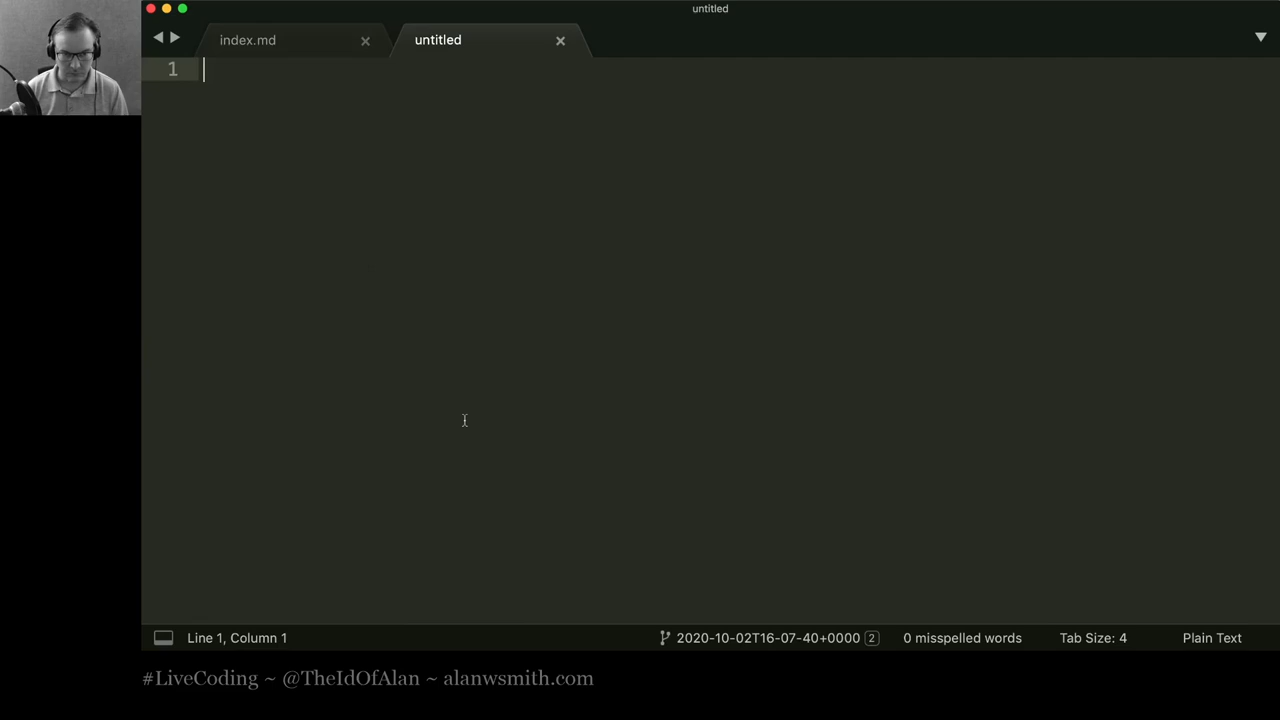 untitled
index.md
untitled
1
Line 1, Column 1
2020-10-02T16-07-40+0000 2
0 misspelled words
Tab Size: 4
Plain Text
#LiveCoding ~ @TheIdOfAlan ~ alanwsmith.com